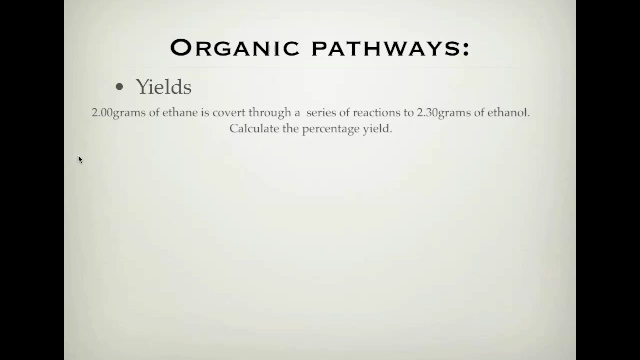 Organic pathways:
• Yields
2.00grams of ethane is covert through a series of reactions to 2.30grams of ethanol.
Calculate the percentage yield.